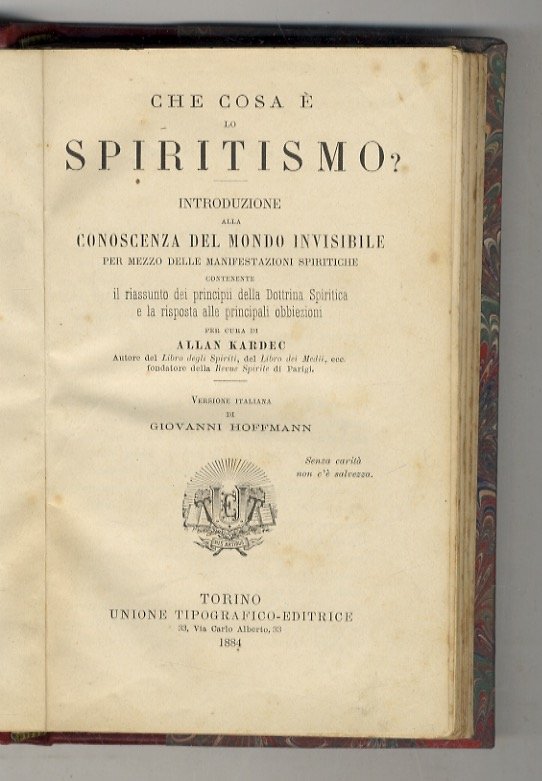 CHE COSA È
LO
SPIRITISMO?
INTRODUZIONE
ALLA
CONOSCENZA DEL MONDO INVISIBILE
PER MEZZO DELLE MANIFESTAZIONI SPIRITICHE
CONTENENTE
il riassunto dei principii della Dottrina Spiritica
e la risposta alle principali obbiezioni
PER CURA DI
ALLAN KARDEC
Autore del Libro degli Spiriti, del Libro dei Medii, ecc.
fondatore della Revue Spirite di Parigi.
VERSIONE ITALIANA
DI
GIOVANNI HOFFMANN
Senza carità
non c'è salvezza.
TORINO
UNIONE TIPOGRAFICO-EDITRICE
33, Via Carlo Alberto, 33
1884